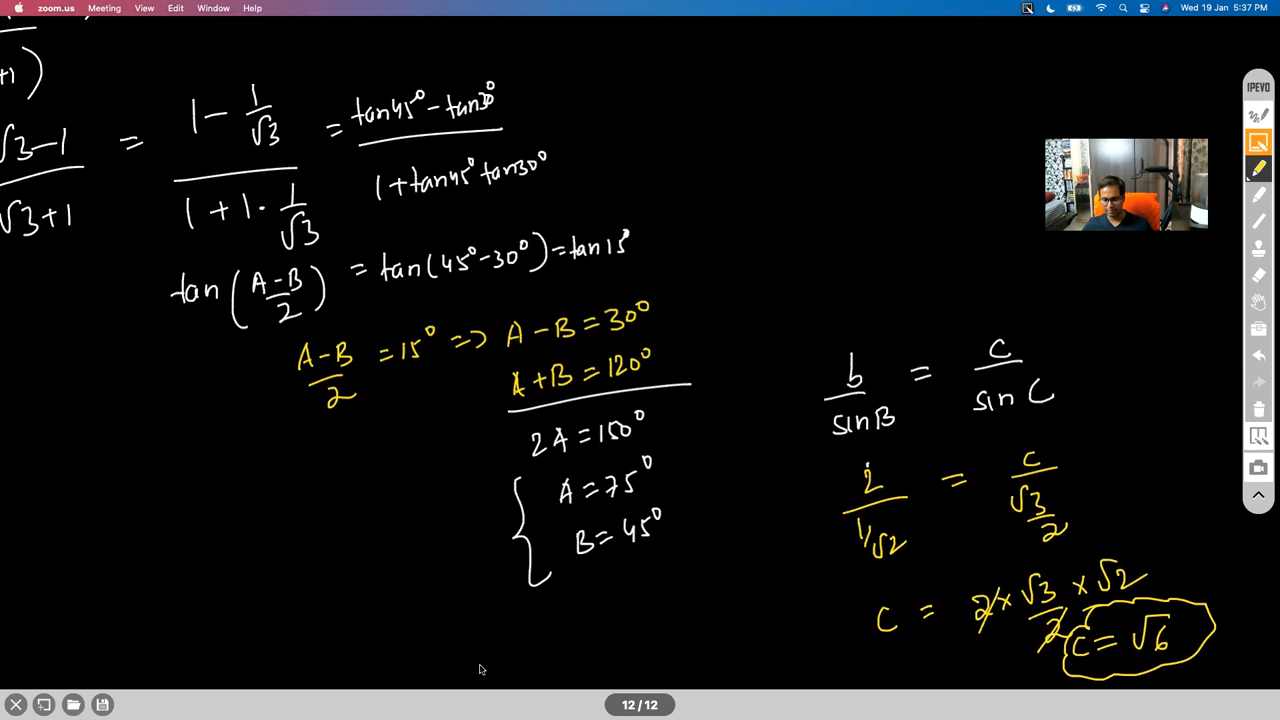 zoom.us Meeting View Edit Window Help
Wed 19 Jan 5:37 PM
+1)
√3-1 / √3+1 = (1 - 1/√3) / (1 + 1 · 1/√3) = (tan45° - tan30°) / (1 + tan45° tan30°)
tan(A-B / 2) = tan(45° - 30°) = tan15°
A-B / 2 = 15° => A - B = 30°
A + B = 120°
2A = 150°
{ A = 75°
B = 45°
b / sinB = c / sinC
2 / 1/√2 = c / √3/2
C = 2 × √3/2 × √2
C = √6
IPEVO
12 / 12